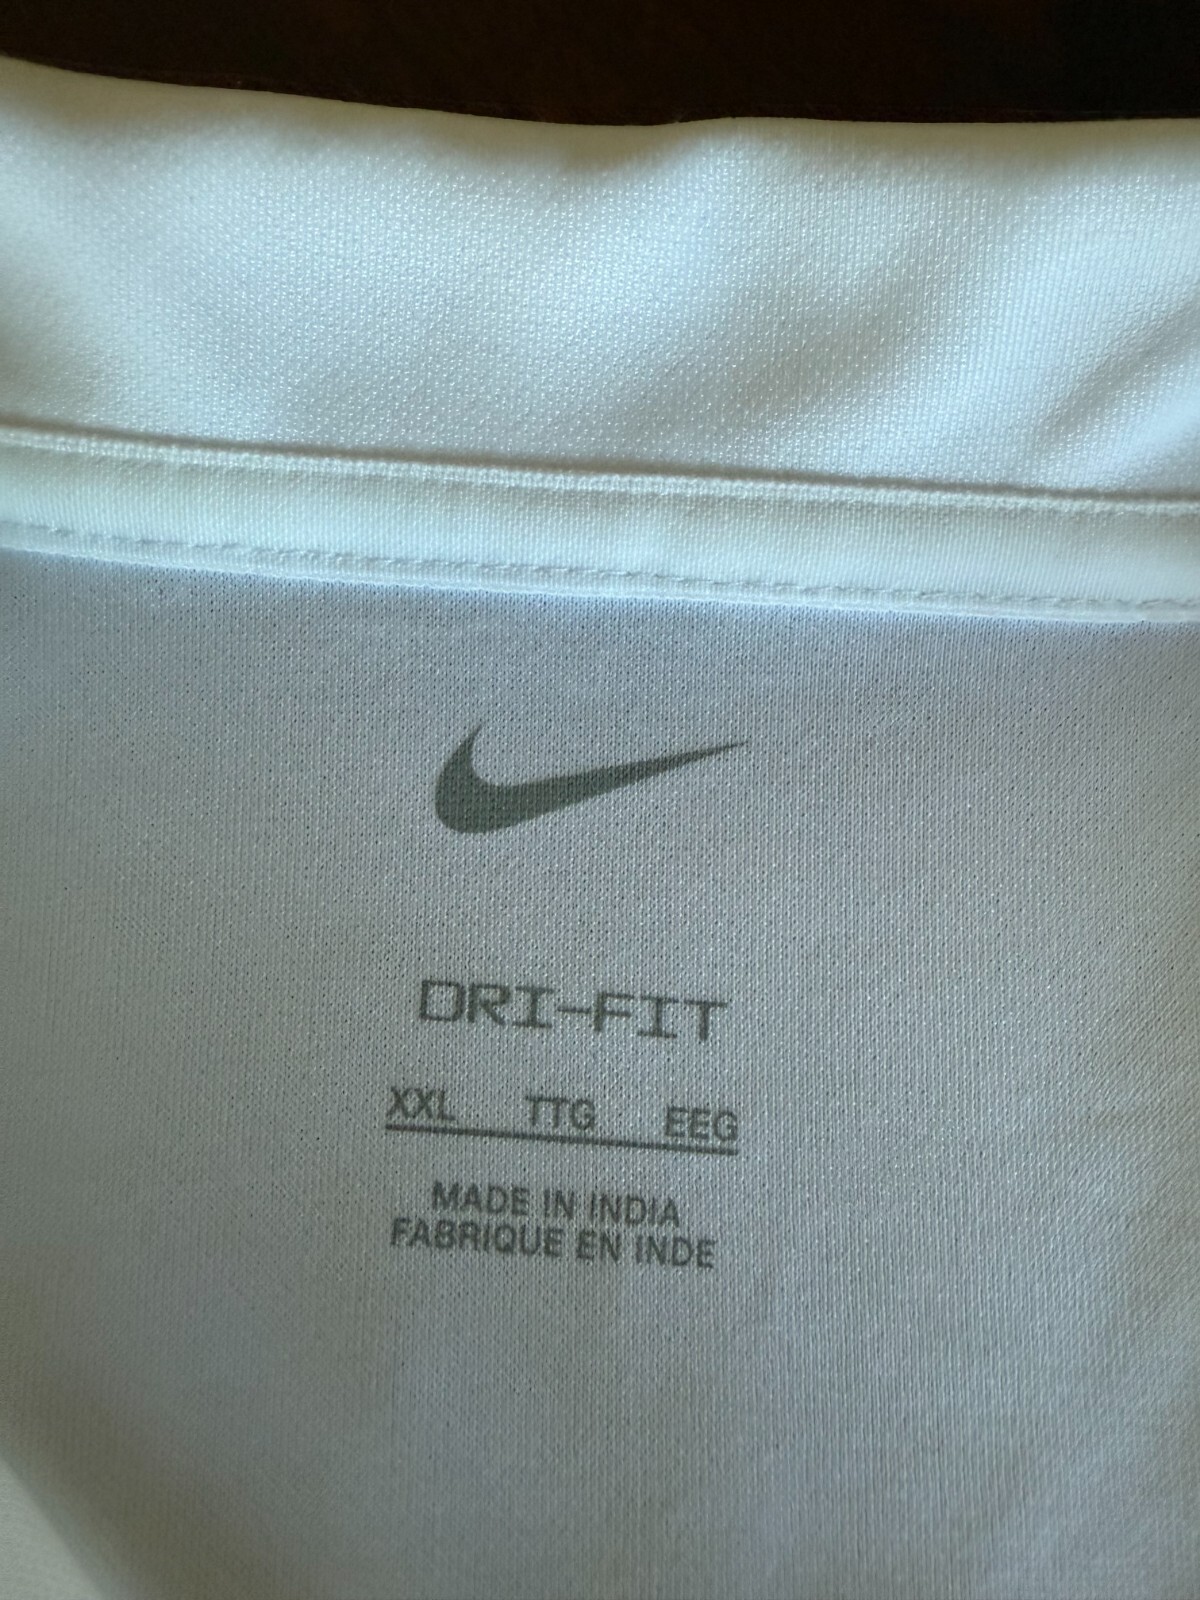 DRI-FIT
XXL TTG EEG
MADE IN INDIA
FABRIQUE EN INDE